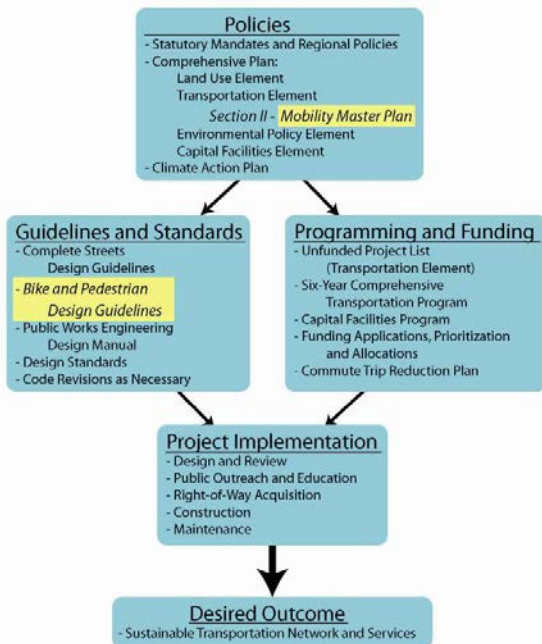 Policies
- Statutory Mandates and Regional Policies
- Comprehensive Plan:
Land Use Element
Transportation Element
Section II - Mobility Master Plan
Environmental Policy Element
Capital Facilities Element
- Climate Action Plan
Guidelines and Standards
- Complete Streets
Design Guidelines
- Bike and Pedestrian
Design Guidelines
- Public Works Engineering
Design Manual
- Design Standards
- Code Revisions as Necessary
Programming and Funding
- Unfunded Project List
(Transportation Element)
- Six-Year Comprehensive
Transportation Program
- Capital Facilities Program
- Funding Applications, Prioritization
and Allocations
- Commute Trip Reduction Plan
Project Implementation
- Design and Review
- Public Outreach and Education
- Right-of-Way Acquisition
- Construction
- Maintenance
Desired Outcome
- Sustainable Transportation Network and Services